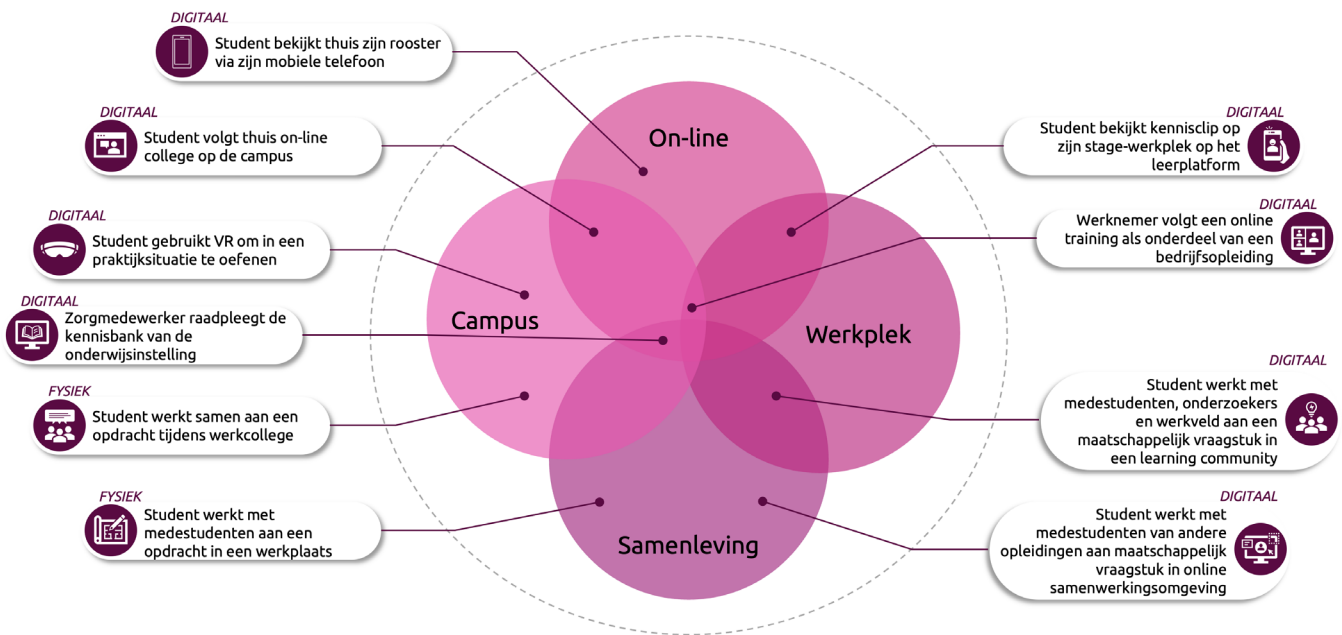 DIGITAAL
Student bekijkt thuis zijn rooster
via zijn mobiele telefoon
DIGITAAL
Student volgt thuis on-line
college op de campus
DIGITAAL
Student gebruikt VR om in een
praktijksituatie te oefenen
DIGITAAL
Zorgmedewerker raadpleegt de
kennisbank van de
onderwijsinstelling
FYSIEK
Student werkt samen aan een
opdracht tijdens werkcollege
FYSIEK
Student werkt met
medestudenten aan een
opdracht in een werkplaats
On-line
Campus
Werkplek
Samenleving
DIGITAAL
Student bekijkt kennisclip op
zijn stage-werkplek op het
leerplatform
DIGITAAL
Werknemer volgt een online
training als onderdeel van een
bedrijfsopleiding
DIGITAAL
Student werkt met
medestudenten, onderzoekers
en werkveld aan een
maatschappelijk vraagstuk in
een learning community
DIGITAAL
Student werkt met
medestudenten van andere
opleidingen aan maatschappelijk
vraagstuk in online
samenwerkingsomgeving